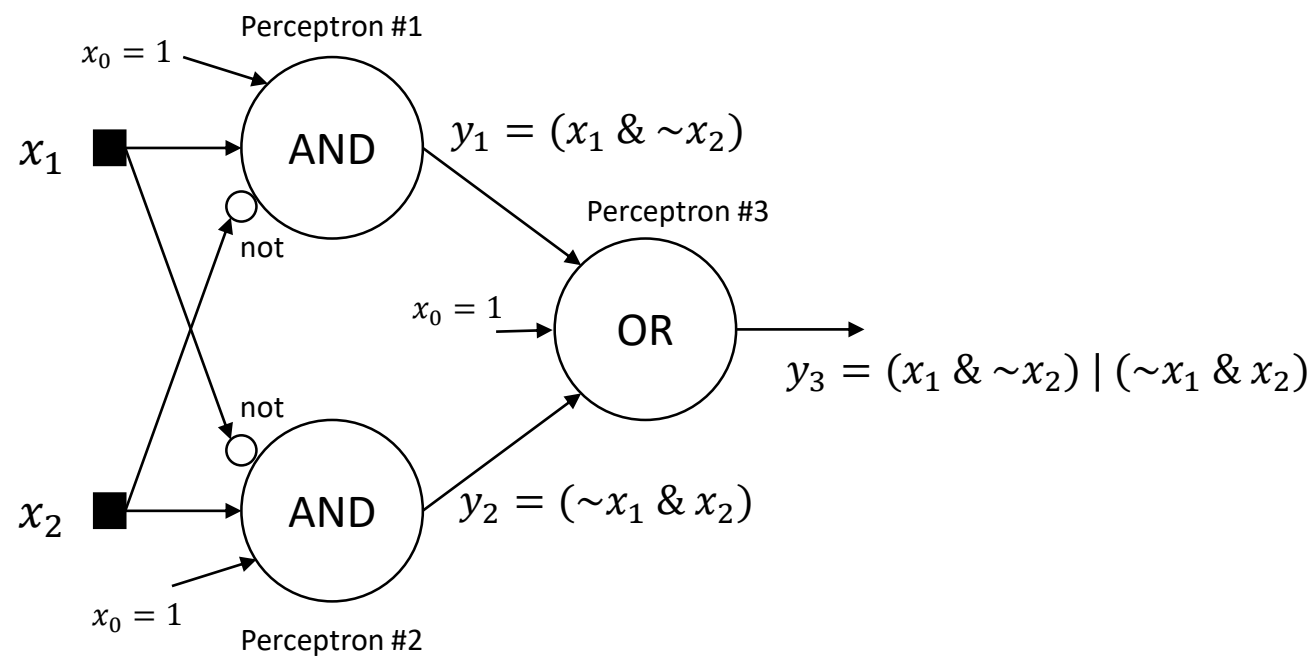 Perceptron #1
x₀ = 1
x₁
AND
y₁ = (x₁ & ~x₂)
not
Perceptron #3
x₀ = 1
OR
y₃ = (x₁ & ~x₂) | (~x₁ & x₂)
not
x₂
AND
y₂ = (~x₁ & x₂)
x₀ = 1
Perceptron #2